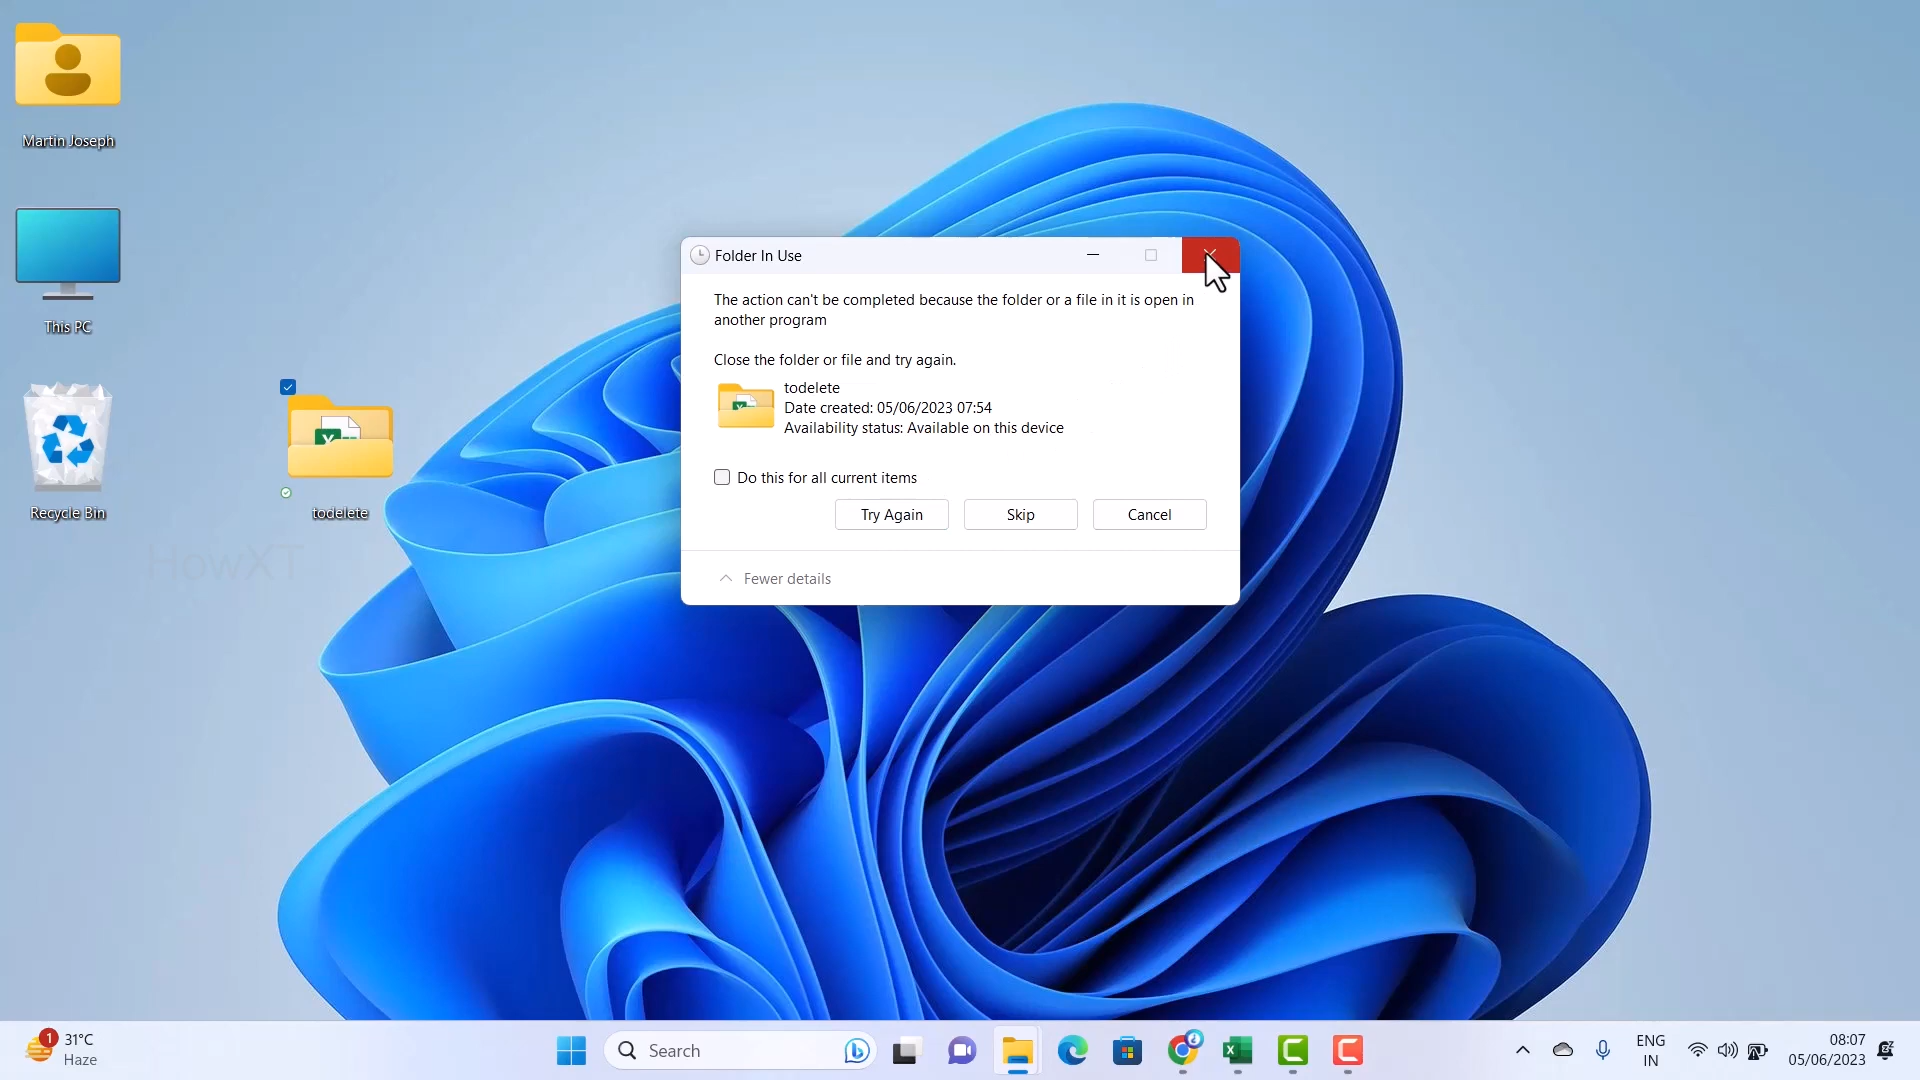 Martin Joseph
This PC
Recycle Bin
todelete
HowXT
Folder In Use
The action can't be completed because the folder or a file in it is open in
another program
Close the folder or file and try again.
todelete
Date created: 05/06/2023 07:54
Availability status: Available on this device
Do this for all current items
Try Again
Skip
Cancel
Fewer details
1
31°C
Haze
Search
ENG
IN
08:07
05/06/2023